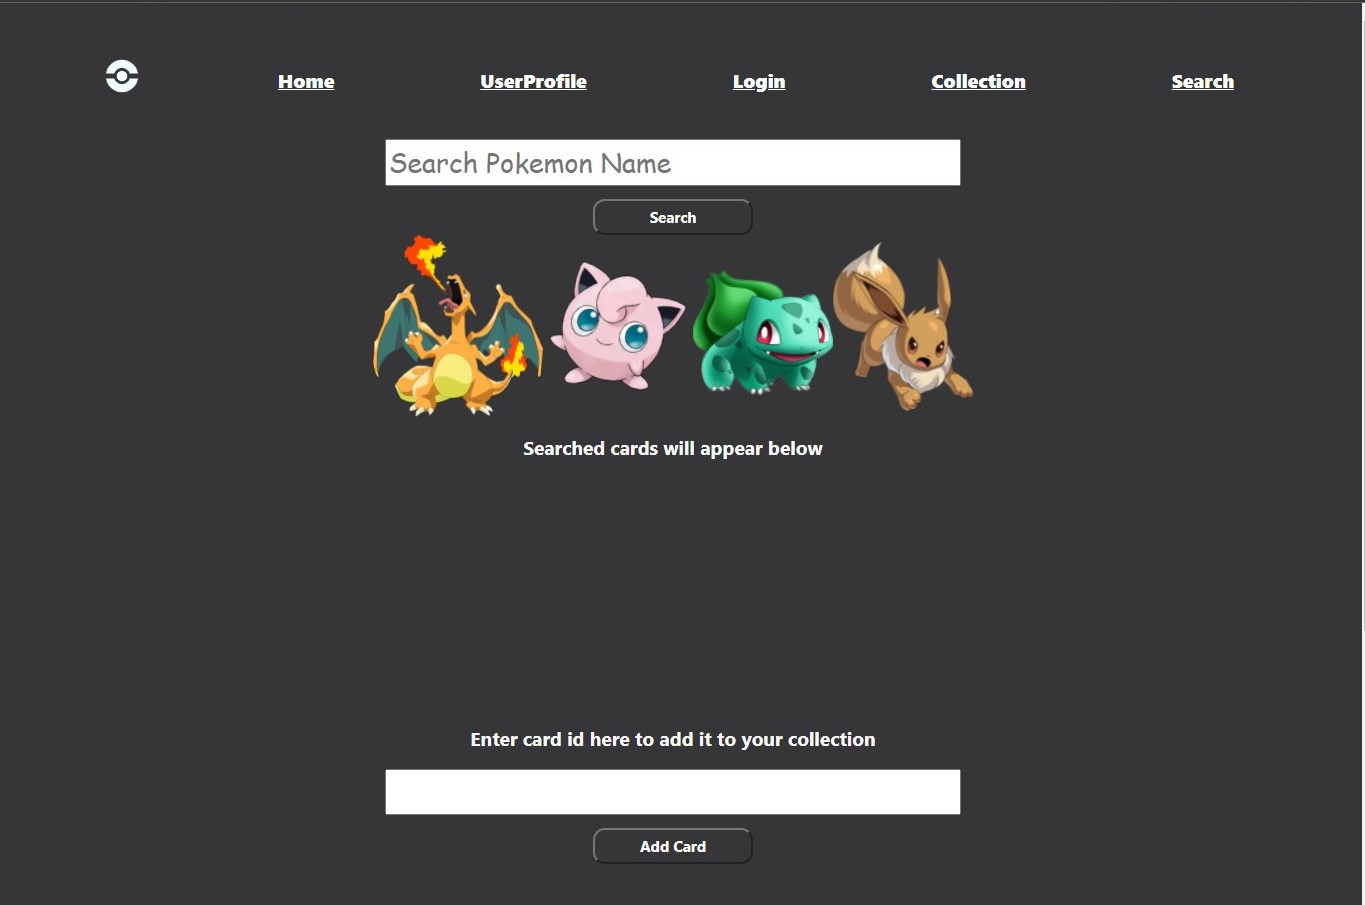 Home UserProfile Login Collection Search
Search Pokemon Name
Search
Searched cards will appear below
Enter card id here to add it to your collection
Add Card